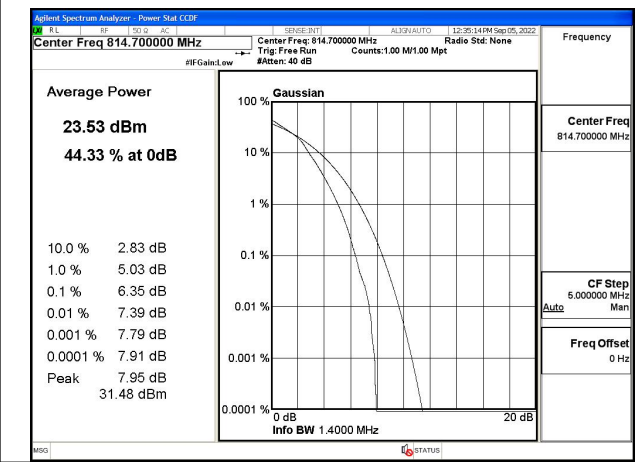 Agilent Spectrum Analyzer - Power Stat CCDF
LXI RL RF 50 Ω AC SENSE:INT ALIGN AUTO 12:35:14 PM Sep 05, 2022
Center Freq 814.700000 MHz Center Freq: 814.700000 MHz Radio Std: None
Trig: Free Run Counts:1.00 M/1.00 Mpt
#IFGain:Low #Atten: 40 dB
Frequency
Average Power
23.53 dBm
44.33 % at 0dB
10.0 % 2.83 dB
1.0 % 5.03 dB
0.1 % 6.35 dB
0.01 % 7.39 dB
0.001 % 7.79 dB
0.0001 % 7.91 dB
Peak 7.95 dB
31.48 dBm
100 % Gaussian
10 %
1 %
0.1 %
0.01 %
0.001 %
0.0001 %
0 dB 20 dB
Info BW 1.4000 MHz
Center Freq
814.700000 MHz
CF Step
5.000000 MHz
Auto Man
Freq Offset
0 Hz
MSG STATUS